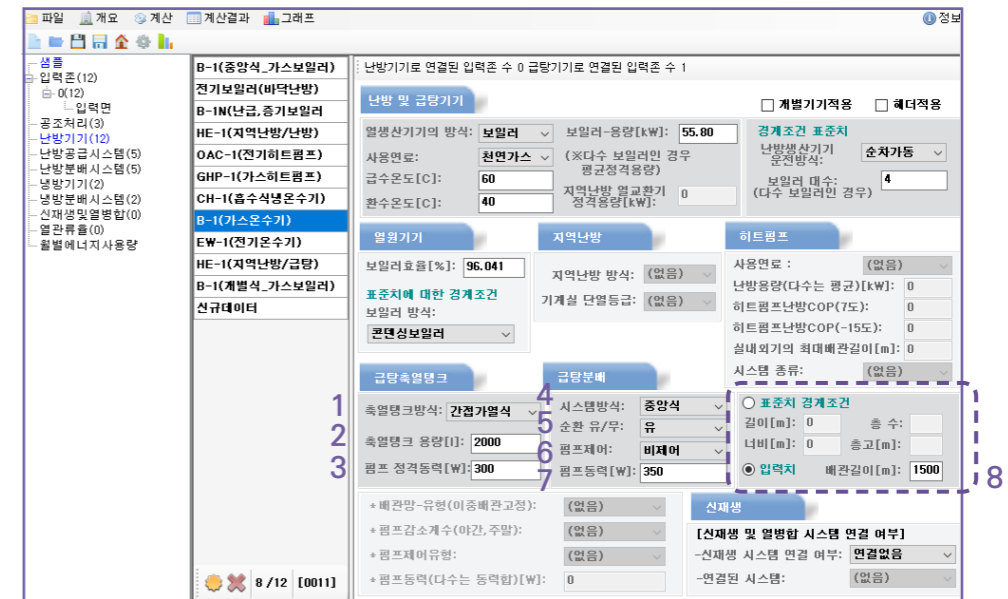 파일 개요 계산 계산결과 그래프 정보
샘플
입력존(12)
0(12)
입력면
공조처리(3)
난방기기(12)
난방공급시스템(5)
난방분배시스템(5)
냉방기기(2)
냉방분배시스템(2)
신재생및열병합(0)
열관류율(0)
월별에너지사용량
B-1(중앙식_가스보일러)
전기보일러(바닥난방)
B-1N(난급,증기보일러
HE-1(지역난방/난방)
OAC-1(전기히트펌프)
GHP-1(가스히트펌프)
CH-1(흡수식냉온수기)
B-1(가스온수기)
EW-1(전기온수기)
HE-1(지역난방/급탕)
B-1(개별식_가스보일러)
신규데이터
8 /12 [0011]
난방기기로 연결된 입력존 수 0 급탕기기로 연결된 입력존 수 1
난방 및 급탕기기
개별기기적용 헤더적용
열생산기기의 방식: 보일러
사용연료: 천연가스
급수온도[C]: 60
환수온도[C]: 40
보일러-용량[kW]: 55.80
(※다수 보일러인 경우
평균정격용량)
지역난방 열교환기
정격용량[kW]: 0
경계조건 표준치
난방생산기기
운전방식: 순차가동
보일러 대수: 4
(다수 보일러인 경우)
열원기기
보일러효율[%]: 96.041
표준치에 대한 경계조건
보일러 방식:
콘덴싱보일러
지역난방
지역난방 방식: (없음)
기계실 단열등급: (없음)
히트펌프
사용연료 : (없음)
난방용량(다수는 평균)[kW]: 0
히트펌프난방COP(7도): 0
히트펌프난방COP(-15도): 0
실내외기의 최대배관길이[m]: 0
시스템 종류: (없음)
급탕축열탱크
1 축열탱크방식: 간접가열식
2 축열탱크 용량[l]: 2000
3 펌프 정격동력[W]: 300
급탕분배
4 시스템방식: 중앙식
5 순환 유/무: 유
6 펌프제어: 비제어
7 펌프동력[W]: 350
표준치 경계조건
길이[m]: 0 층 수:
너비[m]: 0 층고[m]:
입력치 배관길이[m]: 1500
8
*배관망-유형(이중배관고정): (없음)
*펌프감소계수(야간,주말): (없음)
*펌프제어유형: (없음)
*펌프동력(다수는 동력합)[W]: 0
신재생
[신재생 및 열병합 시스템 연결 여부]
-신재생 시스템 연결 여부: 연결없음
-연결된 시스템: (없음)